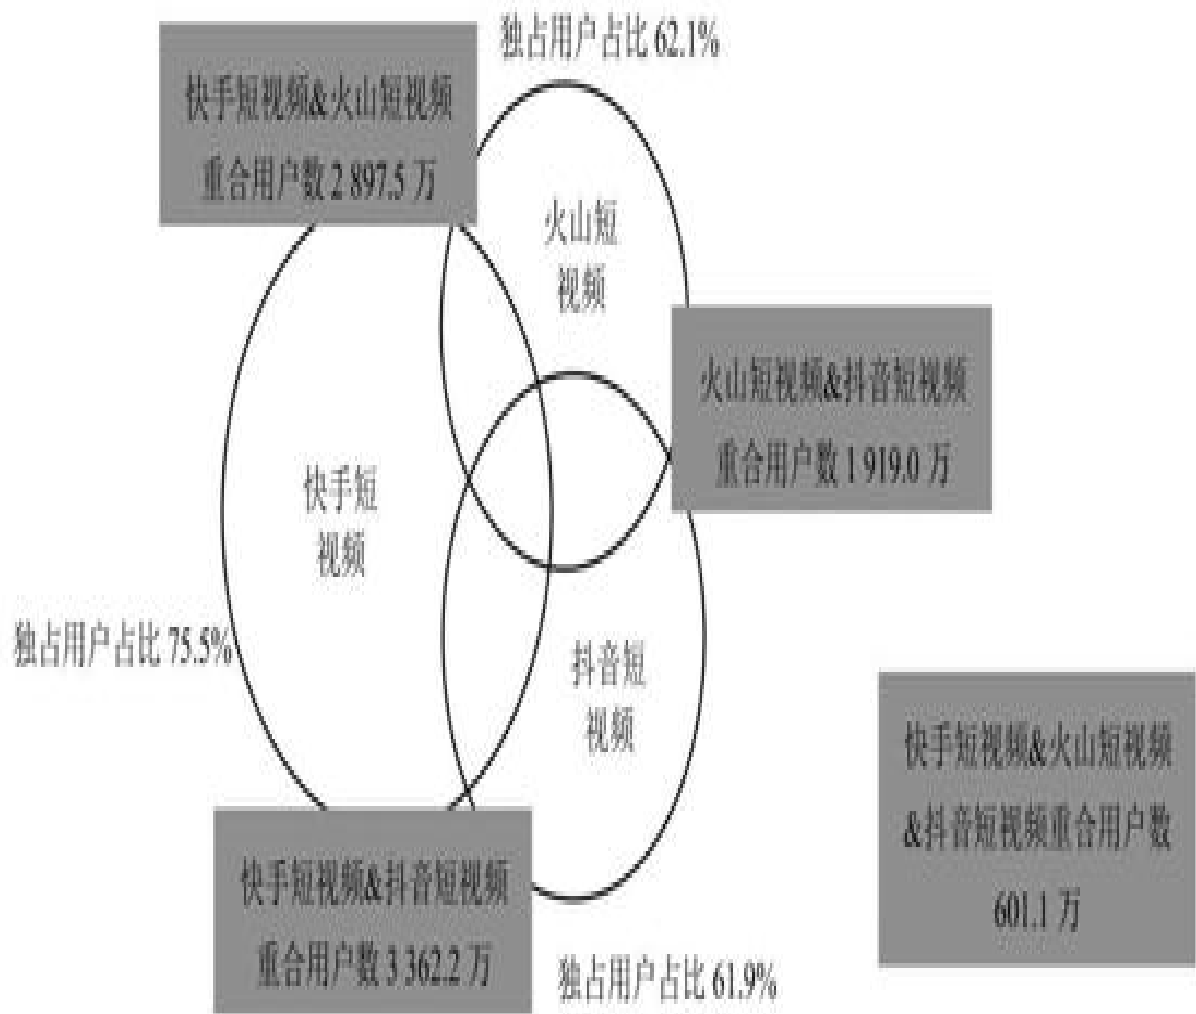 独占用户占比 62.1%
快手短视频&火山短视频
重合用户数 2 897.5 万
火山短
视频
火山短视频&抖音短视频
重合用户数 1 919.0 万
快手短
视频
独占用户占比 75.5%
抖音短
视频
快手短视频&火山短视频
&抖音短视频重合用户数
601.1 万
快手短视频&抖音短视频
重合用户数 3 362.2 万
独占用户占比 61.9%